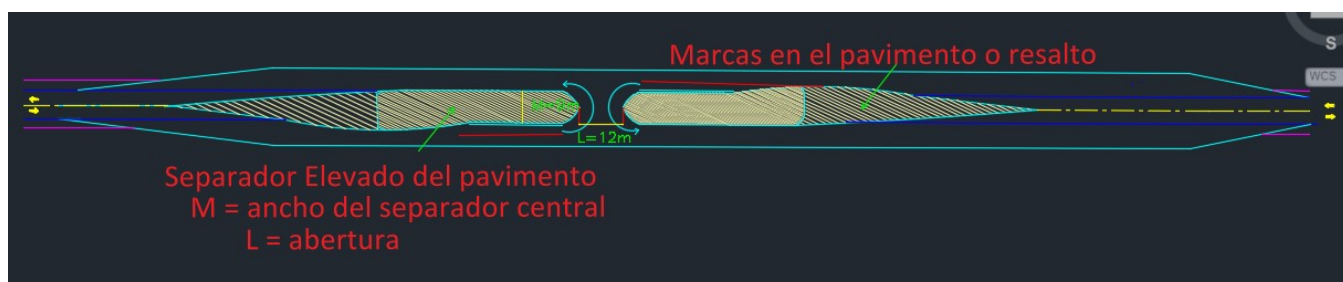 S
Marcas en el pavimento o resalto
WCS
L=12m
Separador Elevado del pavimento
M = ancho del separador central
L = abertura